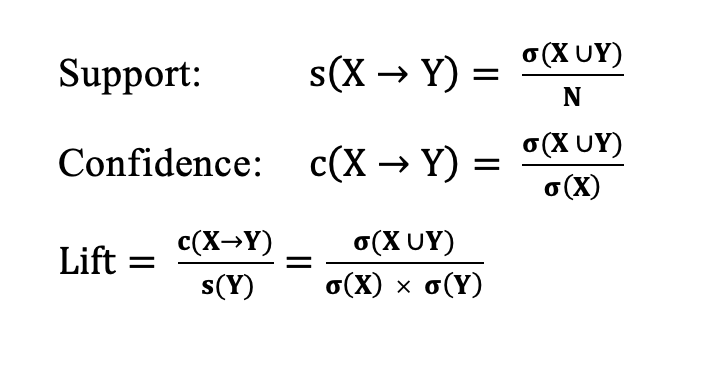 Support: s(X → Y) = σ(X ∪Y) / N
Confidence: c(X → Y) = σ(X ∪Y) / σ(X)
Lift = c(X→Y) / s(Y) = σ(X ∪Y) / σ(X) × σ(Y)